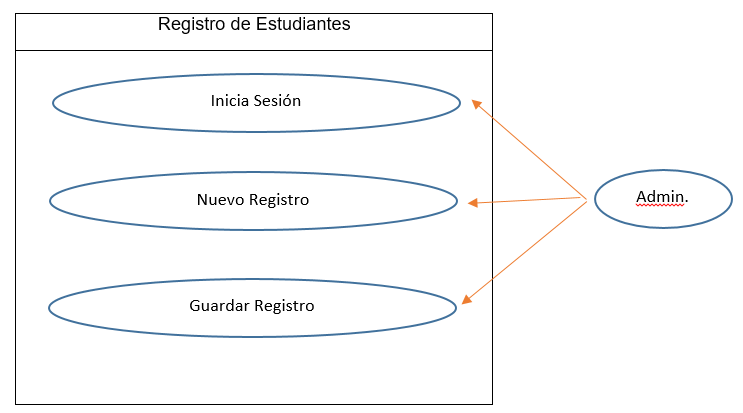 Registro de Estudiantes
Inicia Sesión
Nuevo Registro
Admin.
Guardar Registro